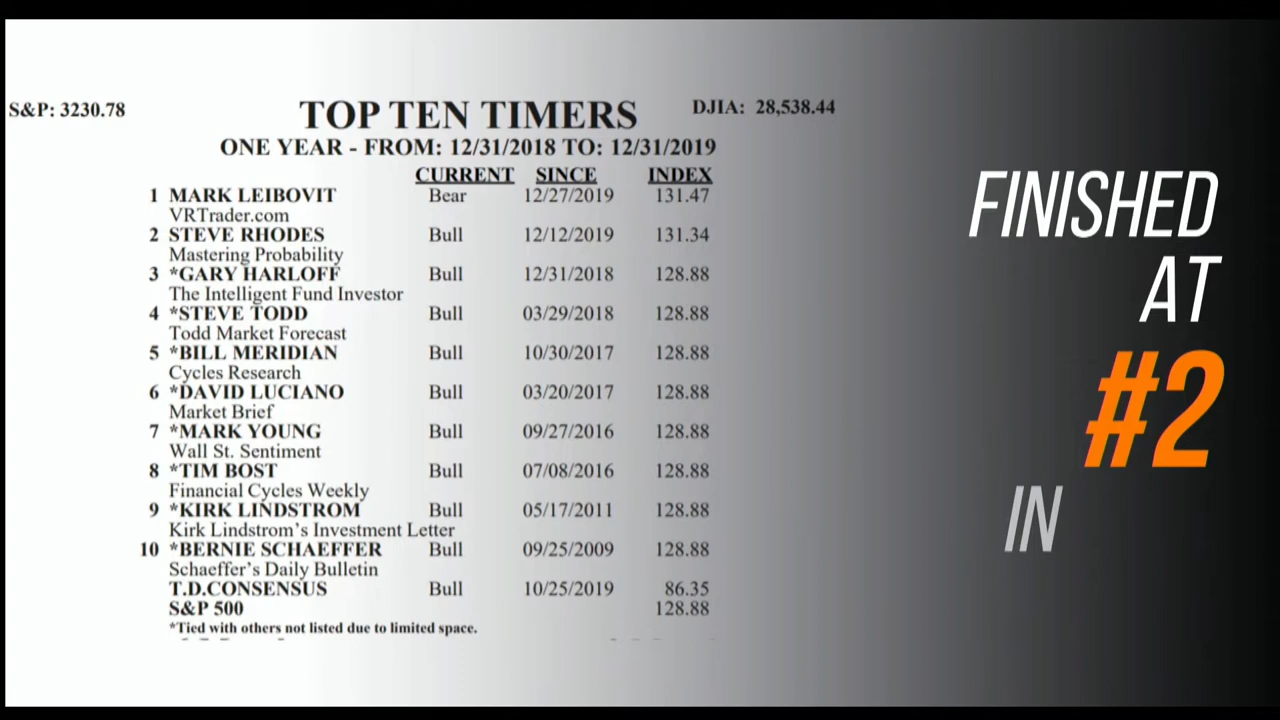 S&P: 3230.78
TOP TEN TIMERS
DJIA: 28,538.44
ONE YEAR - FROM: 12/31/2018 TO: 12/31/2019
CURRENT SINCE INDEX
1 MARK LEIBOVIT Bear 12/27/2019 131.47
VRTrader.com
2 STEVE RHODES Bull 12/12/2019 131.34
Mastering Probability
3 *GARY HARLOFF Bull 12/31/2018 128.88
The Intelligent Fund Investor
4 *STEVE TODD Bull 03/29/2018 128.88
Todd Market Forecast
5 *BILL MERIDIAN Bull 10/30/2017 128.88
Cycles Research
6 *DAVID LUCIANO Bull 03/20/2017 128.88
Market Brief
7 *MARK YOUNG Bull 09/27/2016 128.88
Wall St. Sentiment
8 *TIM BOST Bull 07/08/2016 128.88
Financial Cycles Weekly
9 *KIRK LINDSTROM Bull 05/17/2011 128.88
Kirk Lindstrom's Investment Letter
10 *BERNIE SCHAEFFER Bull 09/25/2009 128.88
Schaeffer's Daily Bulletin
T.D.CONSENSUS Bull 10/25/2019 86.35
S&P 500 128.88
*Tied with others not listed due to limited space.
FINISHED
AT
#2
IN